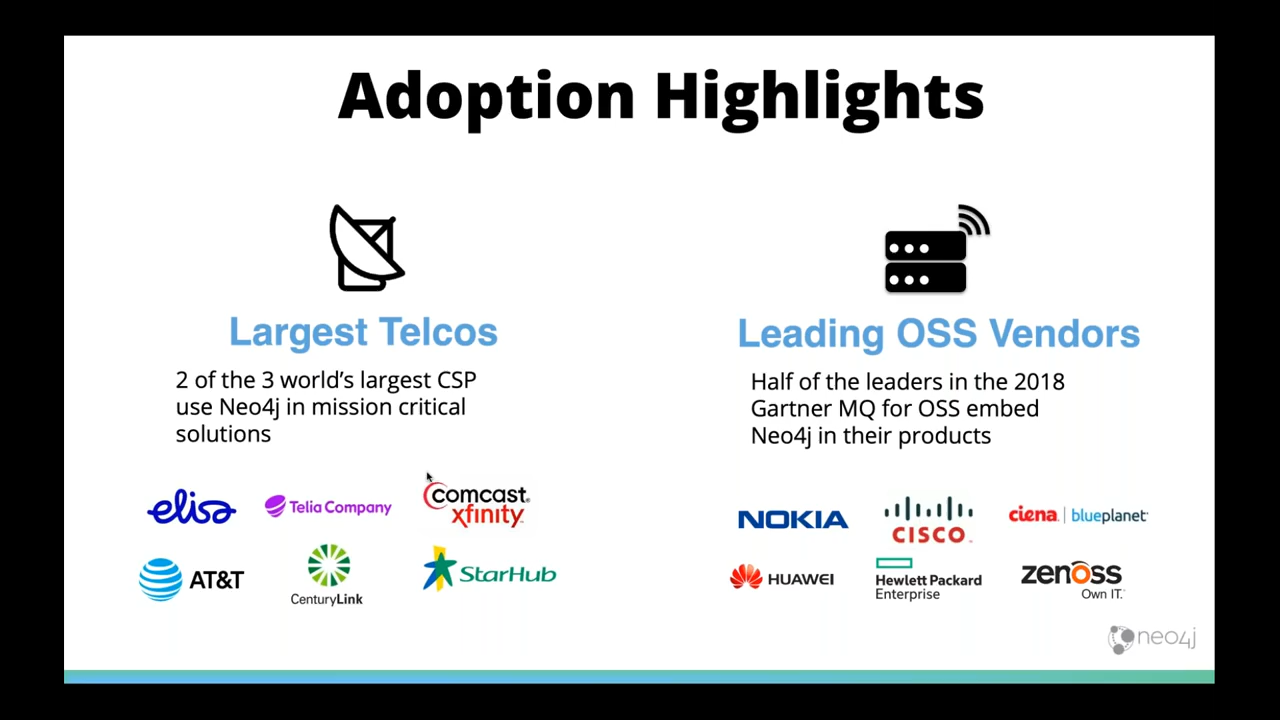 Adoption Highlights
Largest Telcos
2 of the 3 world’s largest CSP
use Neo4j in mission critical
solutions
elisa
Telia Company
comcast
xfinity
AT&T
CenturyLink
StarHub
Leading OSS Vendors
Half of the leaders in the 2018
Gartner MQ for OSS embed
Neo4j in their products
NOKIA
CISCO
ciena | blueplanet
HUAWEI
Hewlett Packard
Enterprise
zenoss
Own IT.
neo4j